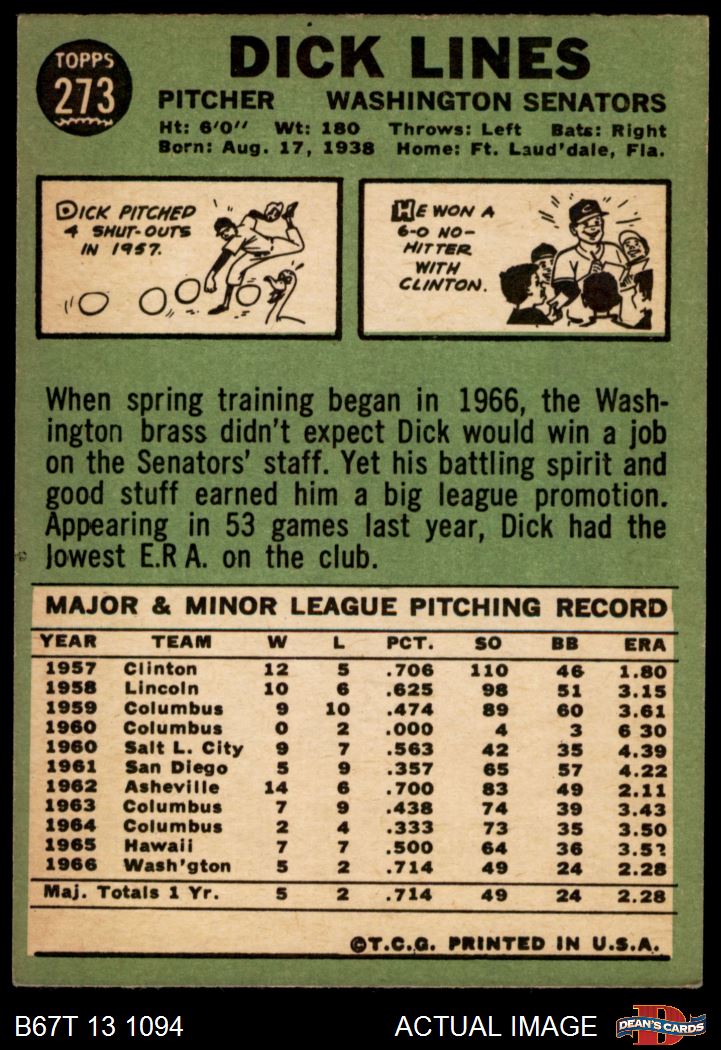 TOPPS
273
DICK LINES
PITCHER WASHINGTON SENATORS
Ht: 6'0" Wt: 180 Throws: Left Bats: Right
Born: Aug. 17, 1938 Home: Ft. Laud'dale, Fla.
DICK PITCHED
4 SHUT-OUTS
IN 1957.
HE WON A
6-0 NO-
HITTER
WITH
CLINTON.
C
When spring training began in 1966, the Wash-
ington brass didn't expect Dick would win a job
on the Senators' staff. Yet his battling spirit and
good stuff earned him a big league promotion.
Appearing in 53 games last year, Dick had the
lowest E.R A. on the club.
MAJOR & MINOR LEAGUE PITCHING RECORD
YEAR TEAM W L PCT. SO BB ERA
1957 Clinton 12 5 .706 110 46 1.80
1958 Lincoln 10 6 .625 98 51 3.15
1959 Columbus 9 10 .474 89 60 3.61
1960 Columbus 0 2 .000 4 3 6 30
1960 Salt L. City 9 7 .563 42 35 4.39
1961 San Diego 5 9 .357 65 57 4.22
1962 Asheville 14 6 .700 83 49 2.11
1963 Columbus 7 9 .438 74 39 3.43
1964 Columbus 2 4 .333 73 35 3.50
1965 Hawaii 7 7 .500 64 36
1966 Wash'gton 5 2 .714 49 24 2.28
Maj. Totals 1 Yr. 5 2 .714 49 24 2.28
©T.C.G. PRINTED IN U.S.A.
B67T 13 1094 ACTUAL IMAGE
D
DEAN'S CARDS